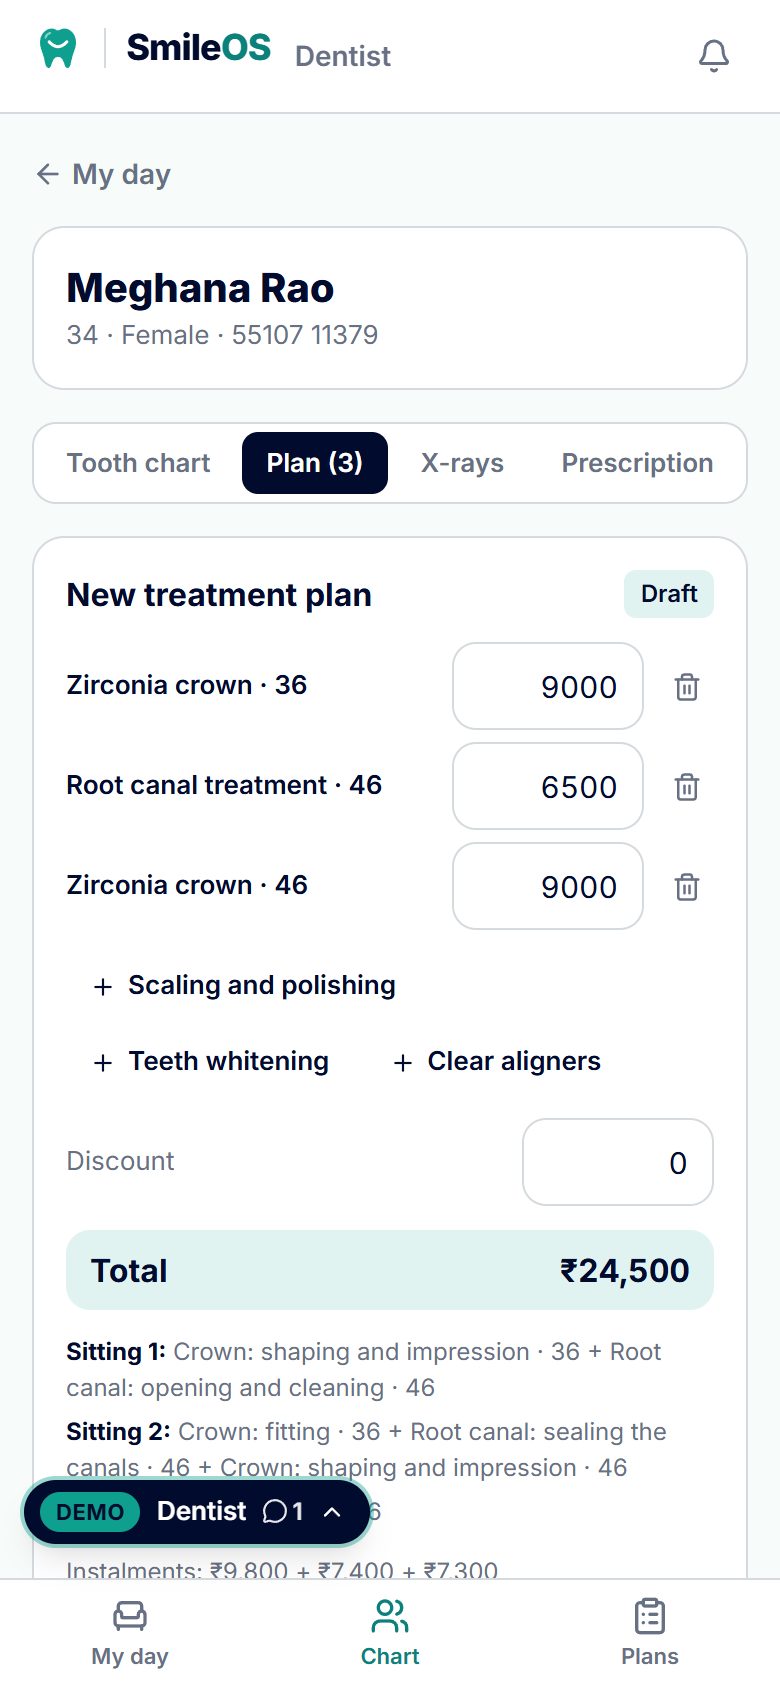 SmileOS Dentist
My day
Meghana Rao
34 · Female · 55107 11379
Tooth chart Plan (3) X-rays Prescription
New treatment plan Draft
Zirconia crown · 36 9000
Root canal treatment · 46 6500
Zirconia crown · 46 9000
+ Scaling and polishing
+ Teeth whitening + Clear aligners
Discount 0
Total ₹24,500
Sitting 1: Crown: shaping and impression · 36 + Root
canal: opening and cleaning · 46
Sitting 2: Crown: fitting · 36 + Root canal: sealing the
canals · 46 + Crown: shaping and impression · 46
DEMO Dentist 1 6
Instalments: ₹9,800 + ₹7,400 + ₹7,300
My day Chart Plans